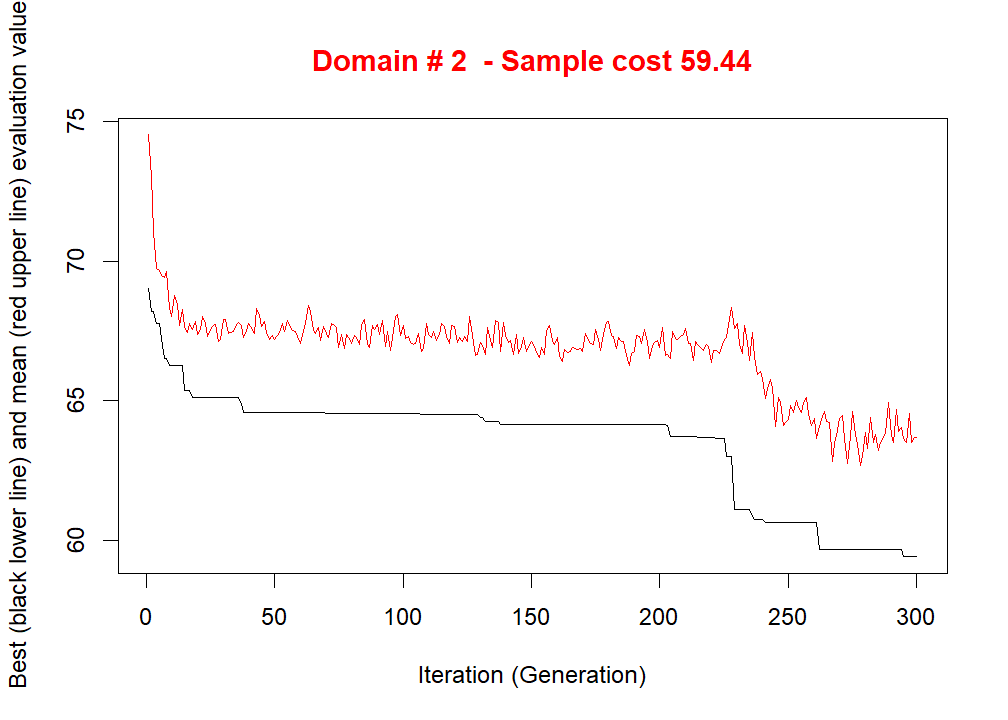 Domain # 2  - Sample cost 59.44
Best (black lower line) and mean (red upper line) evaluation value
75
70
65
60
0 50 100 150 200 250 300
Iteration (Generation)